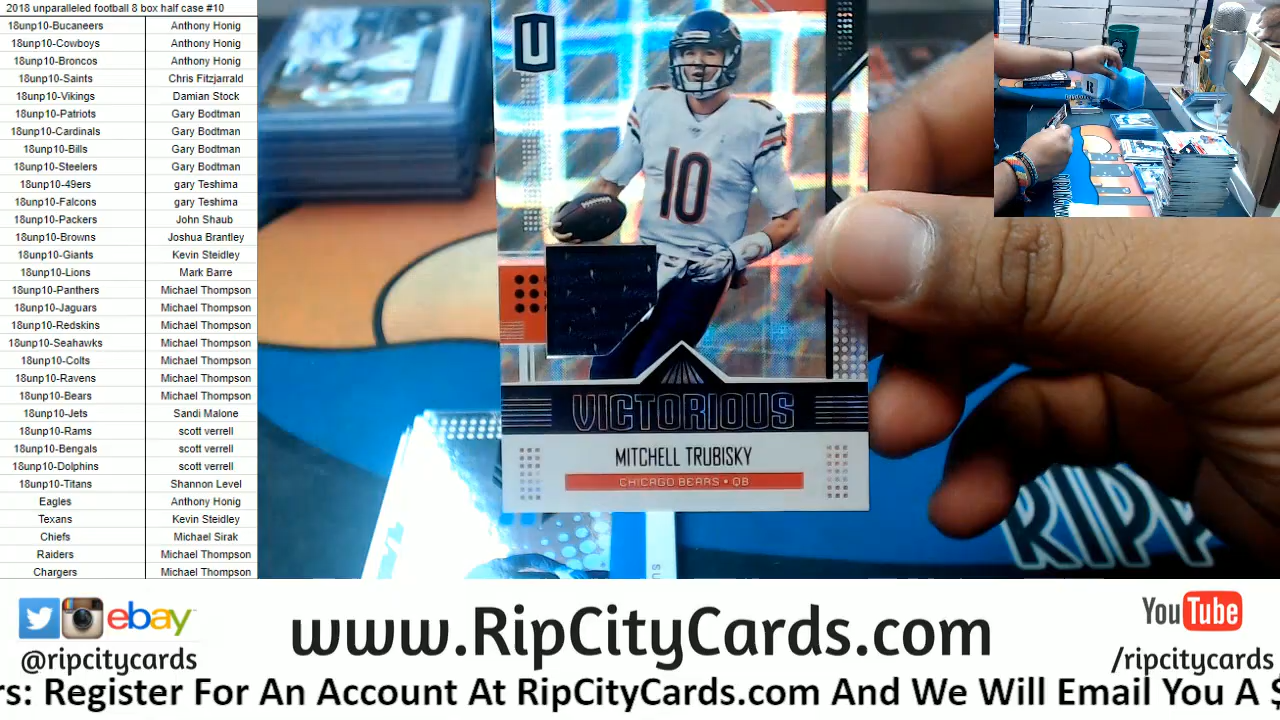 2018 unparalleled football 8 box half case #10
18unp10-Bucaneers Anthony Honig
18unp10-Cowboys Anthony Honig
18unp10-Broncos Anthony Honig
18unp10-Saints Chris Fitzjarrald
18unp10-Vikings Damian Stock
18unp10-Patriots Gary Bodtman
18unp10-Cardinals Gary Bodtman
18unp10-Bills Gary Bodtman
18unp10-Steelers Gary Bodtman
18unp10-49ers gary Teshima
18unp10-Falcons gary Teshima
18unp10-Packers John Shaub
18unp10-Browns Joshua Brantley
18unp10-Giants Kevin Steidley
18unp10-Lions Mark Barre
18unp10-Panthers Michael Thompson
18unp10-Jaguars Michael Thompson
18unp10-Redskins Michael Thompson
18unp10-Seahawks Michael Thompson
18unp10-Colts Michael Thompson
18unp10-Ravens Michael Thompson
18unp10-Bears Michael Thompson
18unp10-Jets Sandi Malone
18unp10-Rams scott verrell
18unp10-Bengals scott verrell
18unp10-Dolphins scott verrell
18unp10-Titans Shannon Level
Eagles Anthony Honig
Texans Kevin Steidley
Chiefs Michael Sirak
Raiders Michael Thompson
Chargers Michael Thompson
U
10
VICTORIOUS
MITCHELL TRUBISKY
CHICAGO BEARS • QB
RIPP
ebay
@ripcitycards
www.RipCityCards.com
YouTube
/ripcitycards
rs: Register For An Account At RipCityCards.com And We Will Email You A $